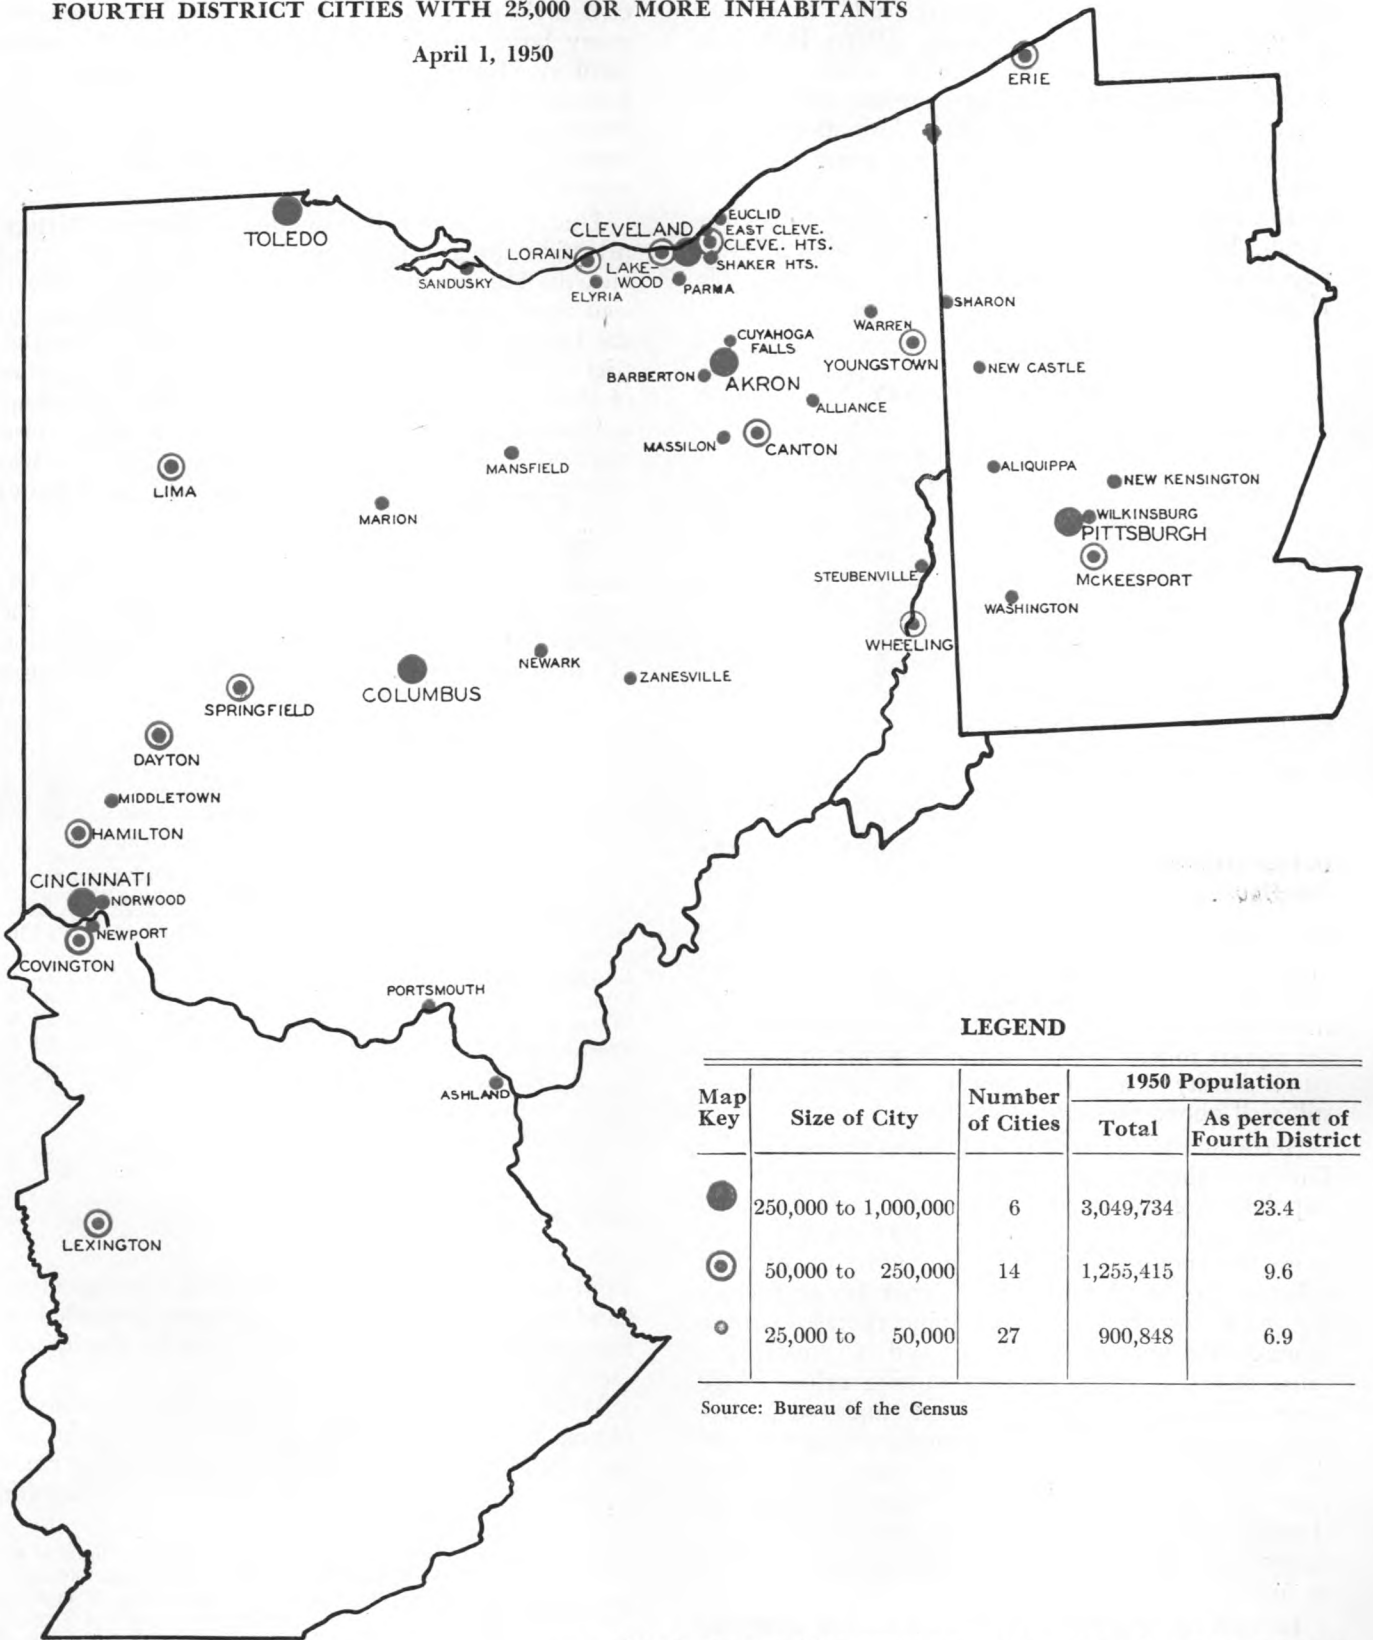 FOURTH DISTRICT CITIES WITH 25,000 OR MORE INHABITANTS
April 1, 1950
ERIE
TOLEDO
SANDUSKY
LORAIN
ELYRIA
CLEVELAND
LAKE-
WOOD
EUCLID
EAST CLEVE.
CLEVE. HTS.
SHAKER HTS.
PARMA
SHARON
WARREN
YOUNGSTOWN
CUYAHOGA
FALLS
BARBERTON
AKRON
NEW CASTLE
ALLIANCE
MASSILON
CANTON
MANSFIELD
LIMA
MARION
ALIQUIPPA
NEW KENSINGTON
WILKINSBURG
PITTSBURGH
McKEESPORT
STEUBENVILLE
WASHINGTON
WHEELING
NEWARK
ZANESVILLE
COLUMBUS
SPRINGFIELD
DAYTON
MIDDLETOWN
HAMILTON
CINCINNATI
NORWOOD
NEWPORT
COVINGTON
PORTSMOUTH
ASHLAND
LEXINGTON
LEGEND
Map Key Size of City Number of Cities 1950 Population
Total As percent of Fourth District
250,000 to 1,000,000 6 3,049,734 23.4
50,000 to 250,000 14 1,255,415 9.6
25,000 to 50,000 27 900,848 6.9
Source: Bureau of the Census